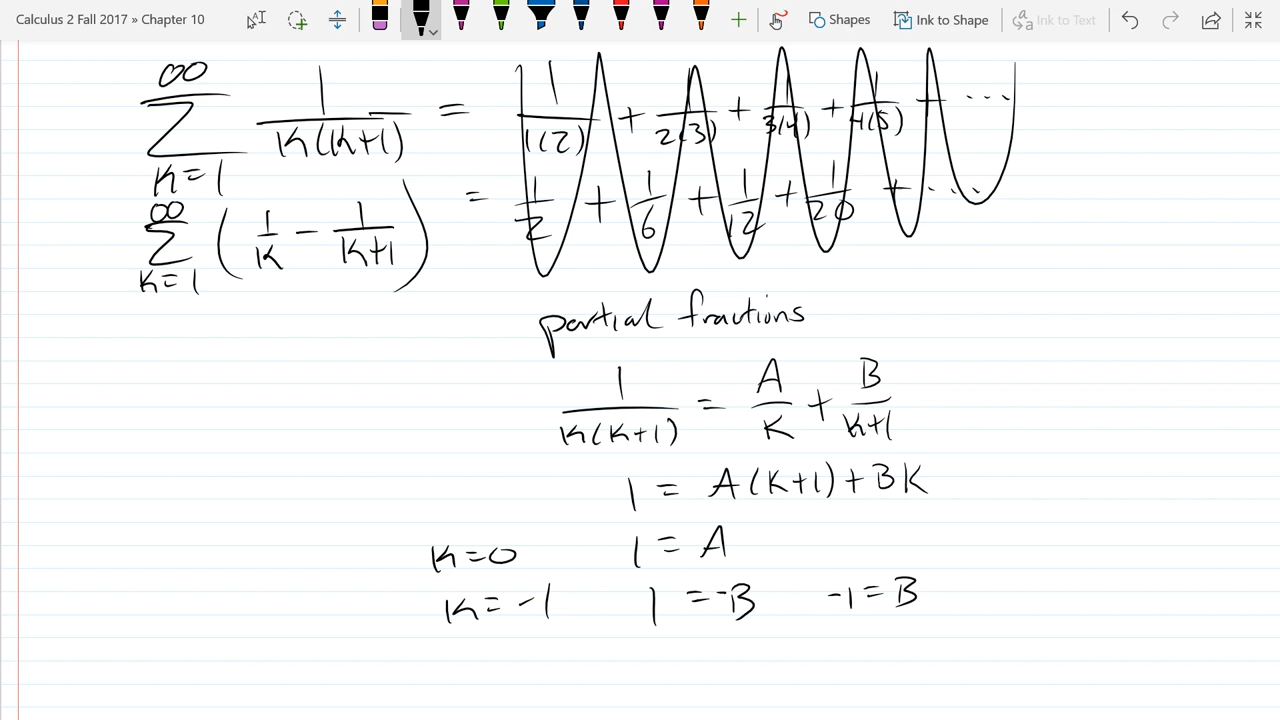 Calculus 2 Fall 2017 » Chapter 10
Shapes
Ink to Shape
Ink to Text
∞
∑ 1/(K(K+1)) = 1/(1(2)) + 1/(2(3)) + 1/(3(4)) + 1/(4(5)) + ...
K=1
= 1/2 + 1/6 + 1/12 + 1/20 + ...
∞
∑ (1/K - 1/(K+1))
K=1
partial fractions
1/(K(K+1)) = A/K + B/(K+1)
1 = A(K+1)+BK
K=0 1 = A
K=-1 1 =-B -1=B